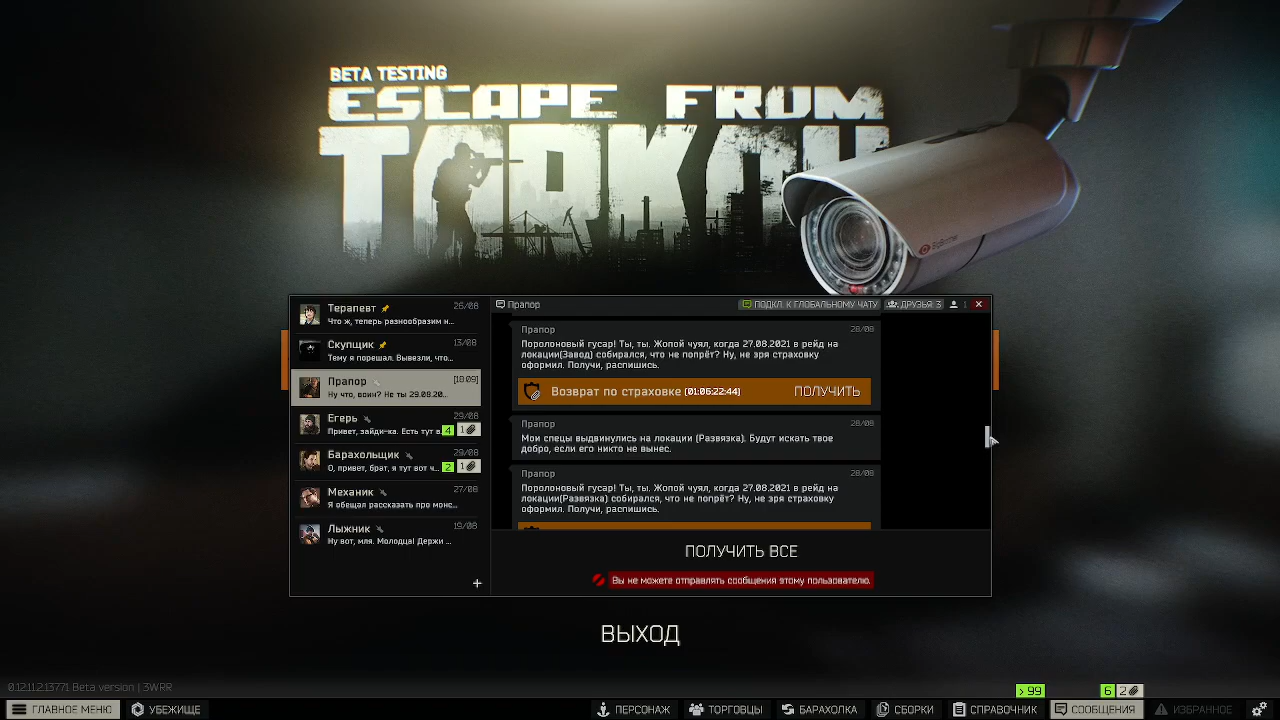 BETA TESTING
ESCAPE FROM
TARKOV
Прапор
ПОДКЛ. К ГЛОБАЛЬНОМУ ЧАТУ
ДРУЗЬЯ 3
1
Терапевт 25/08
Что ж, теперь разнообразим н...
Скупщик 13/08
Тему я порешал. Вывезли, что...
Прапор [18:09]
Ну что, воин? Не ты 29.08.20...
Егерь 29/08
Привет, зайди-ка. Есть тут в... 4 1
Барахольщик 29/08
О, привет, брат, я тут вот ч... 2 1
Механик 27/08
Я обещал рассказать про монс...
Лыжник 19/08
Ну вот, мля. Молодца! Держи ...
+
Прапор 28/08
Поролоновый гусар! Ты, ты. Жопой чуял, когда 27.08.2021 в рейд на
локации(Завод) собирался, что не попрёт? Ну, не зря страховку
оформил. Получи, распишись.
Возврат по страховке [01:06:22:44] ПОЛУЧИТЬ
Прапор 28/08
Мои спецы выдвинулись на локации (Развязка). Будут искать твое
добро, если его никто не вынес.
Прапор 28/08
Поролоновый гусар! Ты, ты. Жопой чуял, когда 27.08.2021 в рейд на
локации(Развязка) собирался, что не попрёт? Ну, не зря страховку
оформил. Получи, распишись.
ПОЛУЧИТЬ ВСЕ
Вы не можете отправлять сообщения этому пользователю.
ВЫХОД
0.12.11.2.13771 Beta version | 3WRR
> 99
6 2
ГЛАВНОЕ МЕНЮ
УБЕЖИЩЕ
ПЕРСОНАЖ
ТОРГОВЦЫ
БАРАХОЛКА
СБОРКИ
СПРАВОЧНИК
СООБЩЕНИЯ
ИЗБРАННОЕ